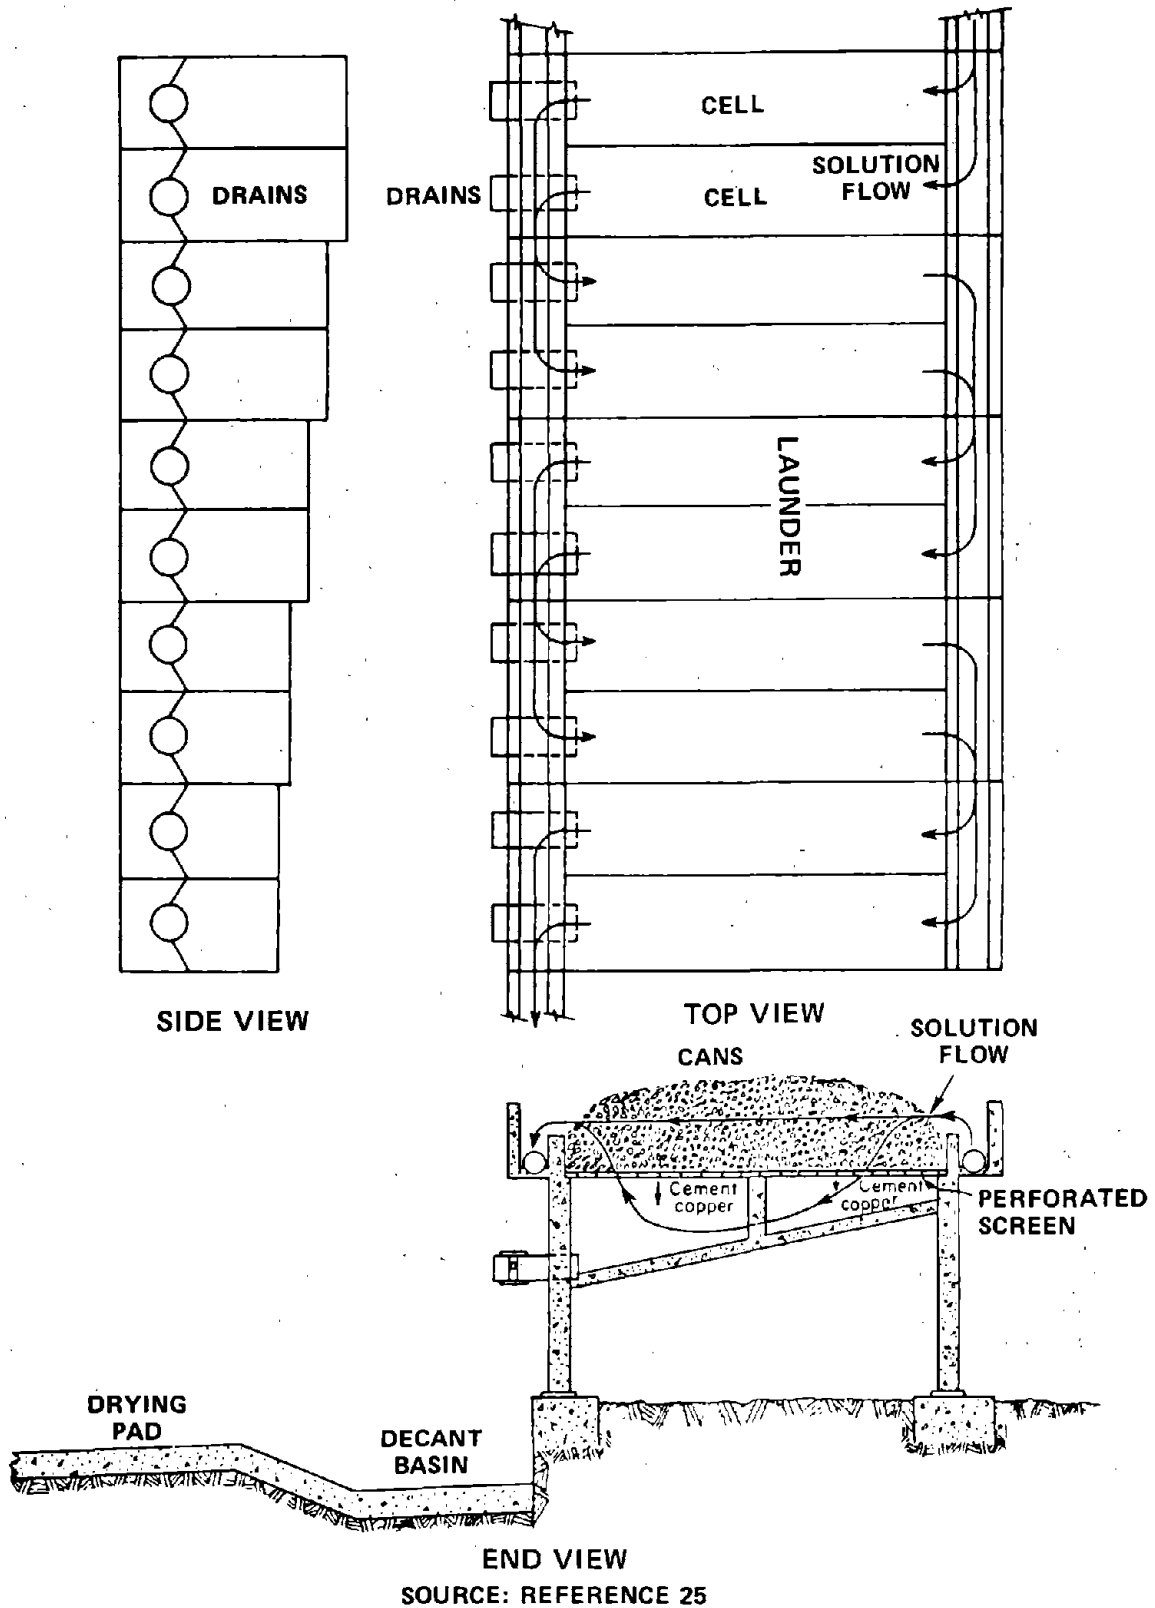 CELL
DRAINS
DRAINS
CELL
SOLUTION
FLOW
LAUNDER
SIDE VIEW
TOP VIEW
CANS
SOLUTION
FLOW
Cement
copper
Cement
copper
PERFORATED
SCREEN
DRYING
PAD
DECANT
BASIN
END VIEW
SOURCE: REFERENCE 25